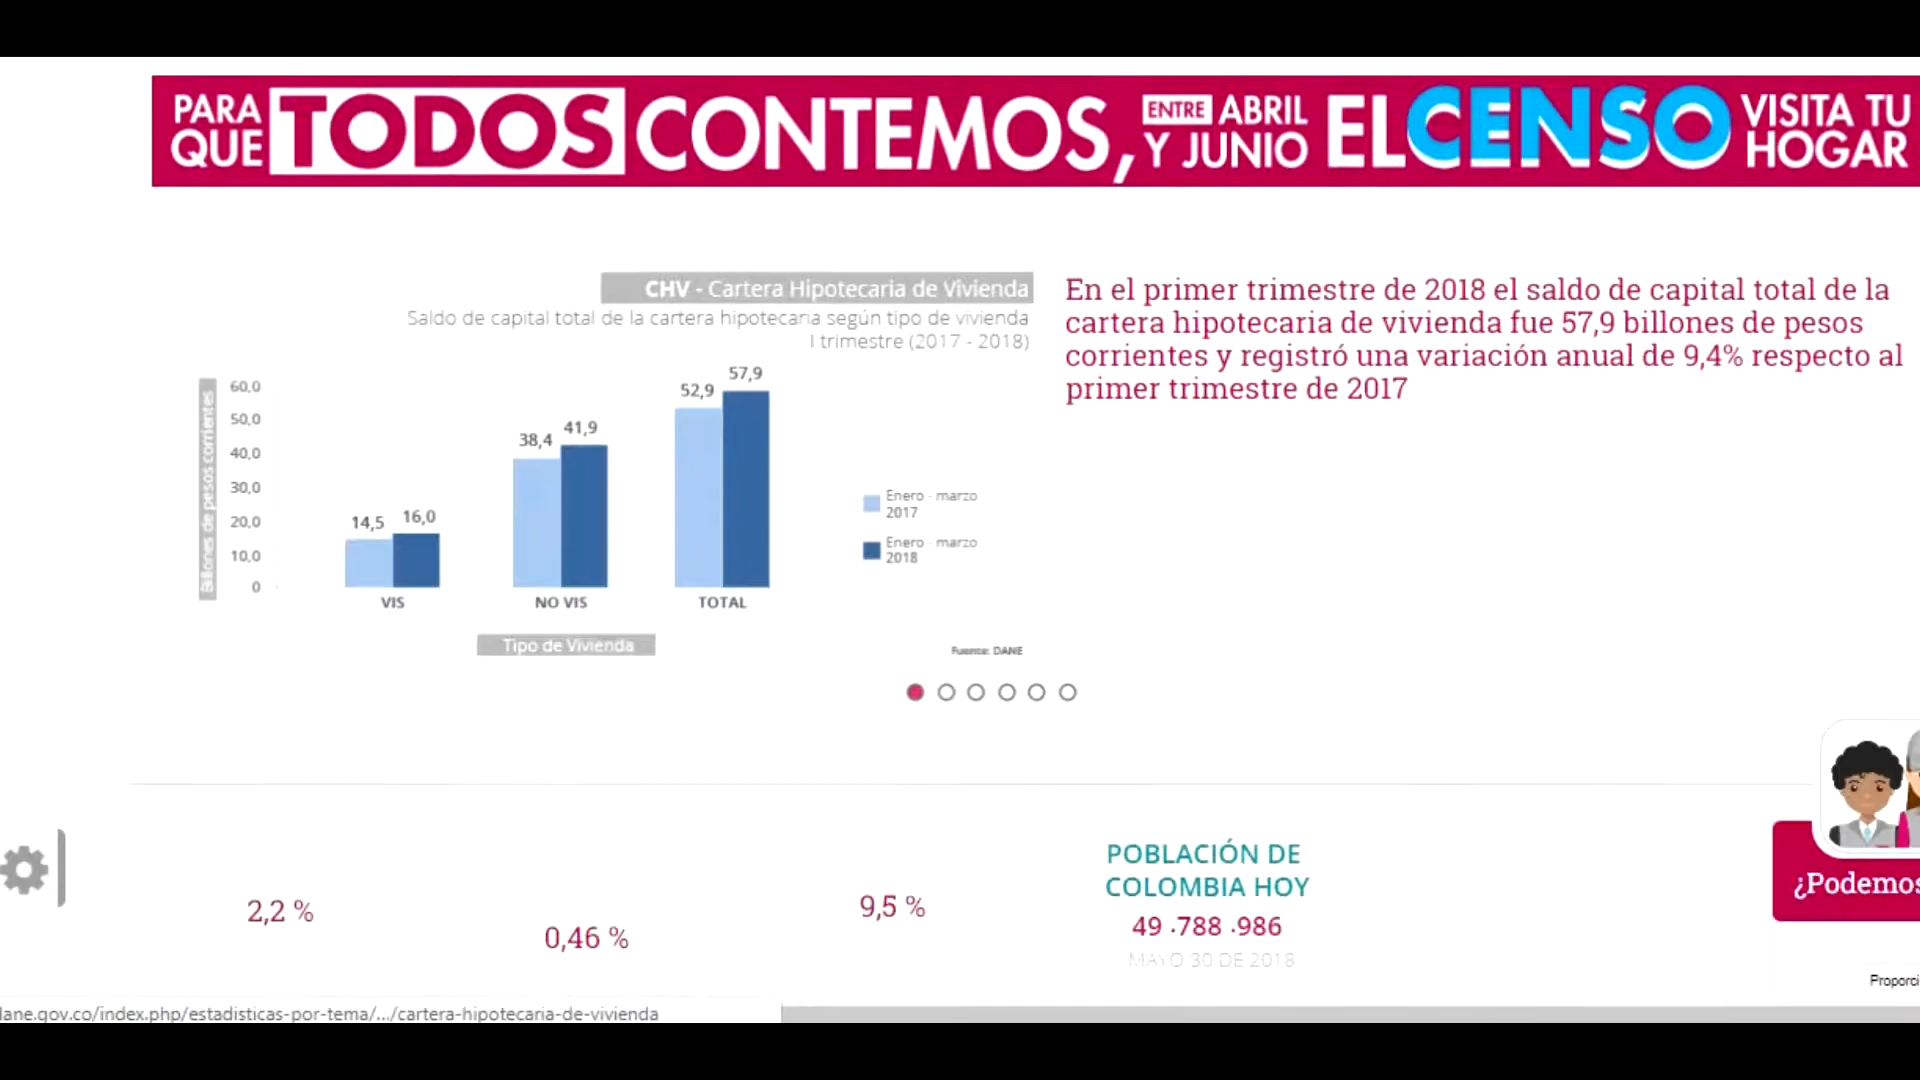 PARA QUE TODOS CONTEMOS, ENTRE ABRIL Y JUNIO EL CENSO VISITA TU HOGAR
CHV - Cartera Hipotecaria de Vivienda
Saldo de capital total de la cartera hipotecaria según tipo de vivienda
I trimestre (2017 - 2018)
Billones de pesos corrientes
60,0
50,0
40,0
30,0
20,0
10,0
0
14,5
16,0
38,4
41,9
52,9
57,9
VIS
NO VIS
TOTAL
Enero - marzo
2017
Enero - marzo
2018
Tipo de Vivienda
Fuente: DANE
En el primer trimestre de 2018 el saldo de capital total de la
cartera hipotecaria de vivienda fue 57,9 billones de pesos
corrientes y registró una variación anual de 9,4% respecto al
primer trimestre de 2017
2,2 %
0,46 %
9,5 %
POBLACIÓN DE
COLOMBIA HOY
49 .788 .986
MAYO 30 DE 2018
¿Podemos
Proporci
lane.gov.co/index.php/estadisticas-por-tema/.../cartera-hipotecaria-de-vivienda